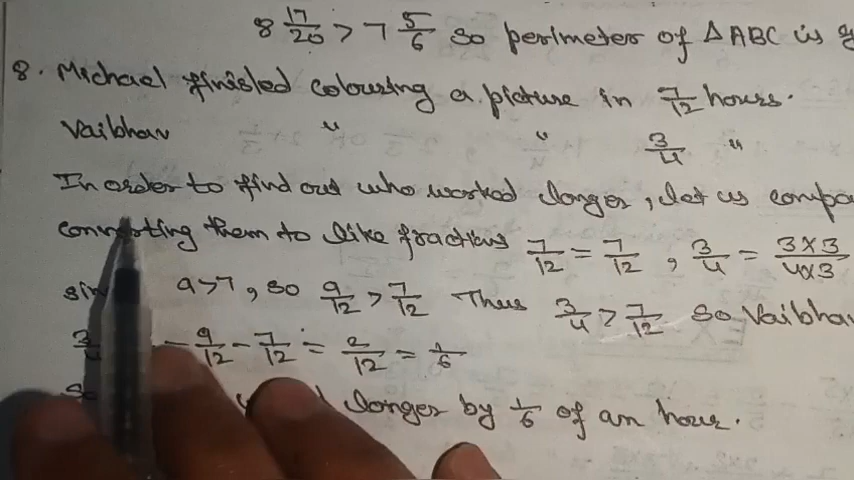 8 17/20 > 7 5/6 so perimeter of △ABC is
8. Michael finished colouring a picture in 7/12 hours.
Vaibhav " " 3/4 "
In order to find out who worked longer, let us
converting them to like fractions 7/12 = 7/12, 3/4 = 3×3/4×3
9>7, so 9/12 > 7/12 Thus 3/4 > 7/12 so Vaibhav
- 9/12 - 7/12 = 2/12 = 1/6
longer by 1/6 of an hour.